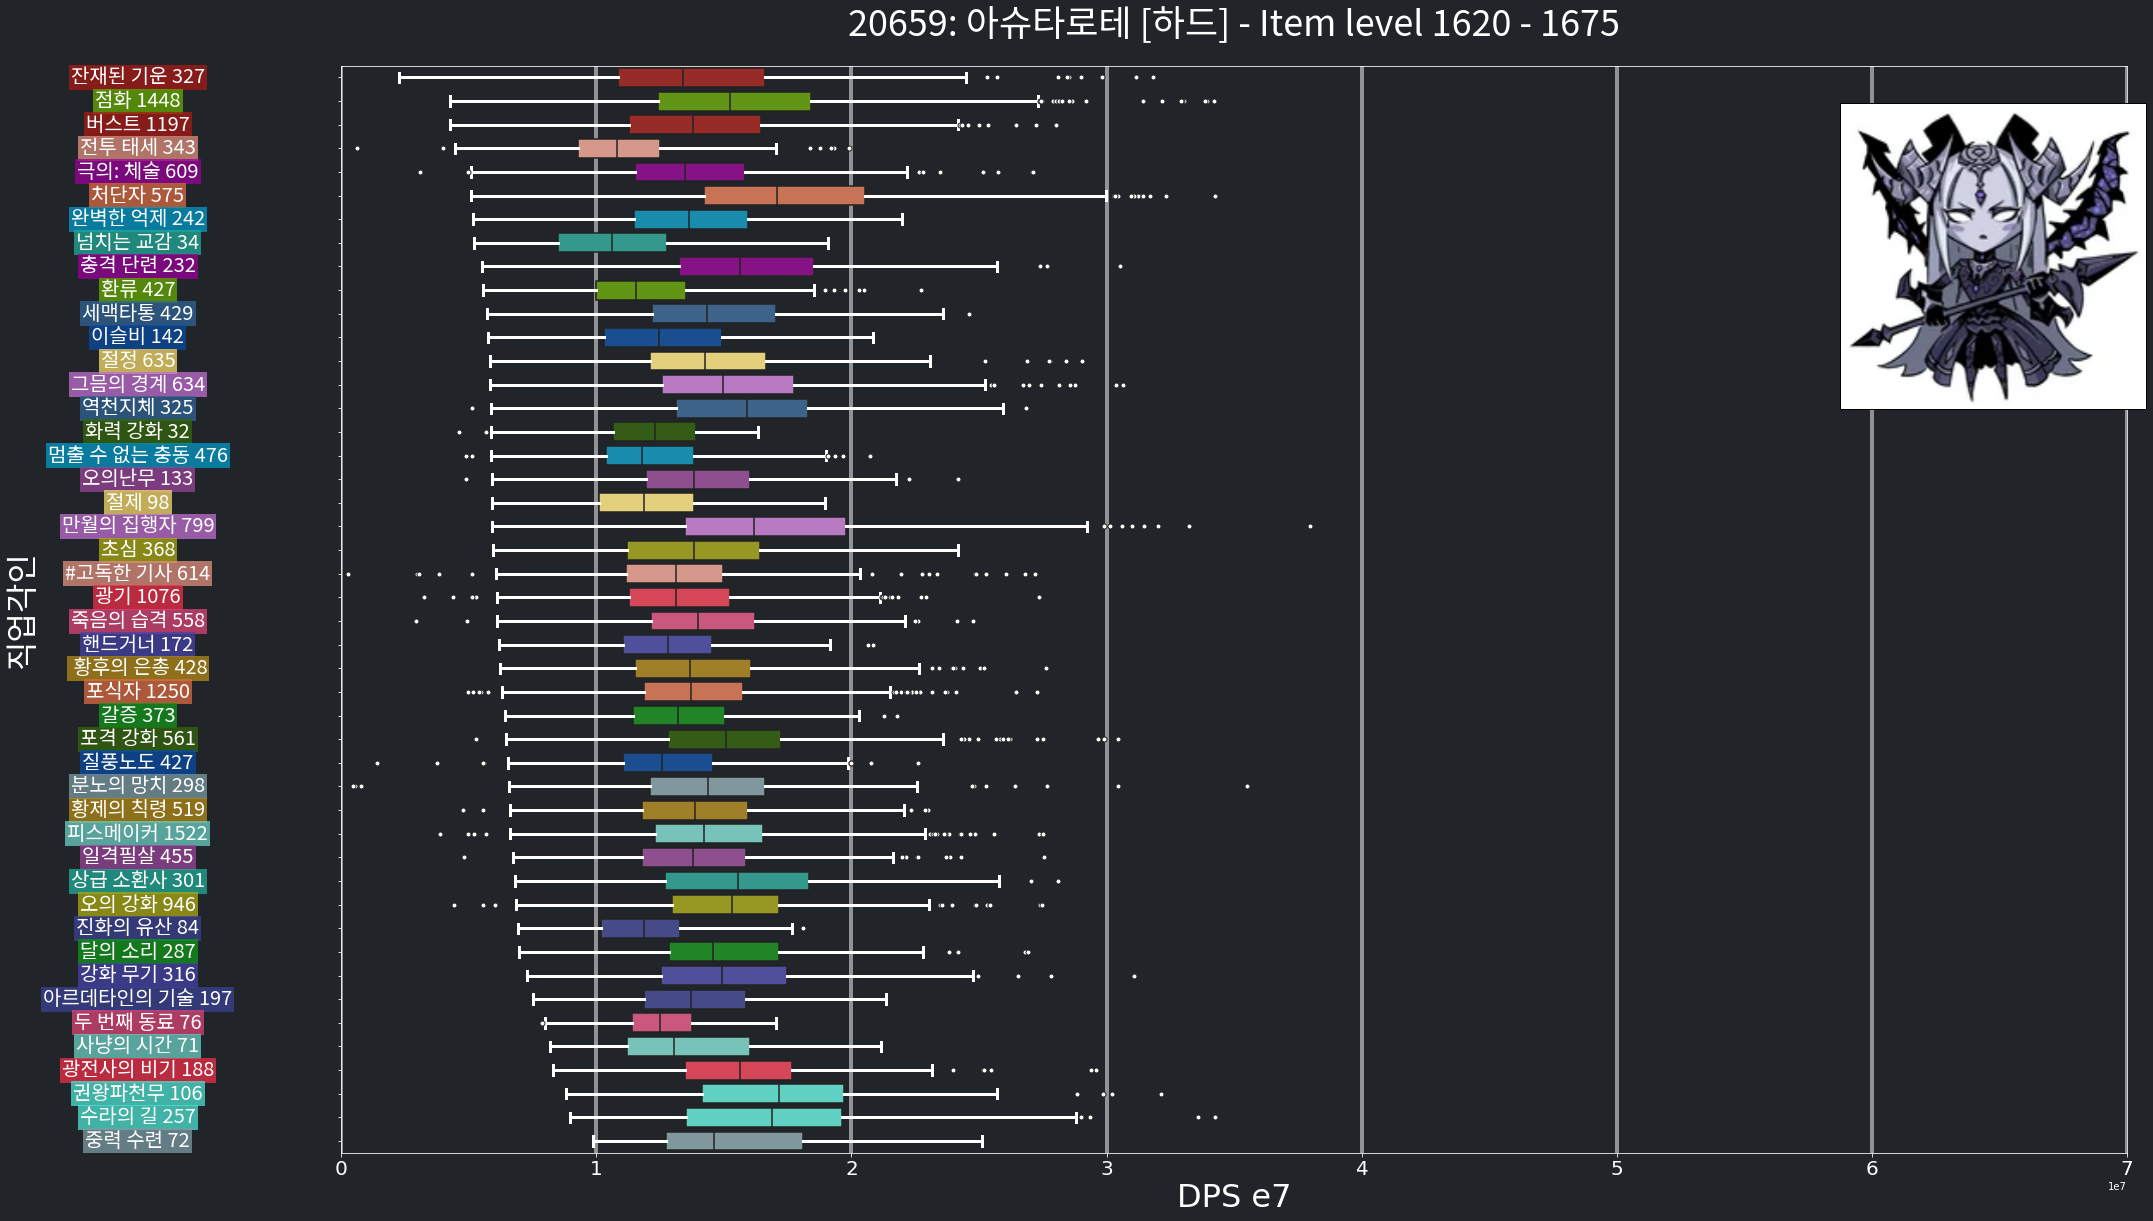 20659: 아슈타로테 [하드] - Item level 1620 - 1675
직업각인
잔재된 기운 327
점화 1448
버스트 1197
전투 태세 343
극의: 체술 609
처단자 575
완벽한 억제 242
넘치는 교감 34
충격 단련 232
환류 427
세맥타통 429
이슬비 142
절정 635
그믐의 경계 634
역천지체 325
화력 강화 32
멈출 수 없는 충동 476
오의난무 133
절제 98
만월의 집행자 799
초심 368
#고독한 기사 614
광기 1076
죽음의 습격 558
핸드거너 172
황후의 은총 428
포식자 1250
갈증 373
포격 강화 561
질풍노도 427
분노의 망치 298
황제의 칙령 519
피스메이커 1522
일격필살 455
상급 소환사 301
오의 강화 946
진화의 유산 84
달의 소리 287
강화 무기 316
아르데타인의 기술 197
두 번째 동료 76
사냥의 시간 71
광전사의 비기 188
권왕파천무 106
수라의 길 257
중력 수련 72
0 1 2 3 4 5 6 7
DPS e7
1e7